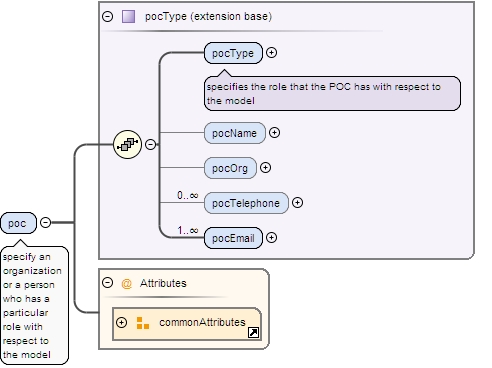 pocType (extension base)
pocType
specifies the role that the POC has with respect to
the model
pocName
pocOrg
0..∞
pocTelephone
1..∞
pocEmail
poc
specify an
organization
or a person
who has a
particular
role with
respect to
the model
@ Attributes
commonAttributes